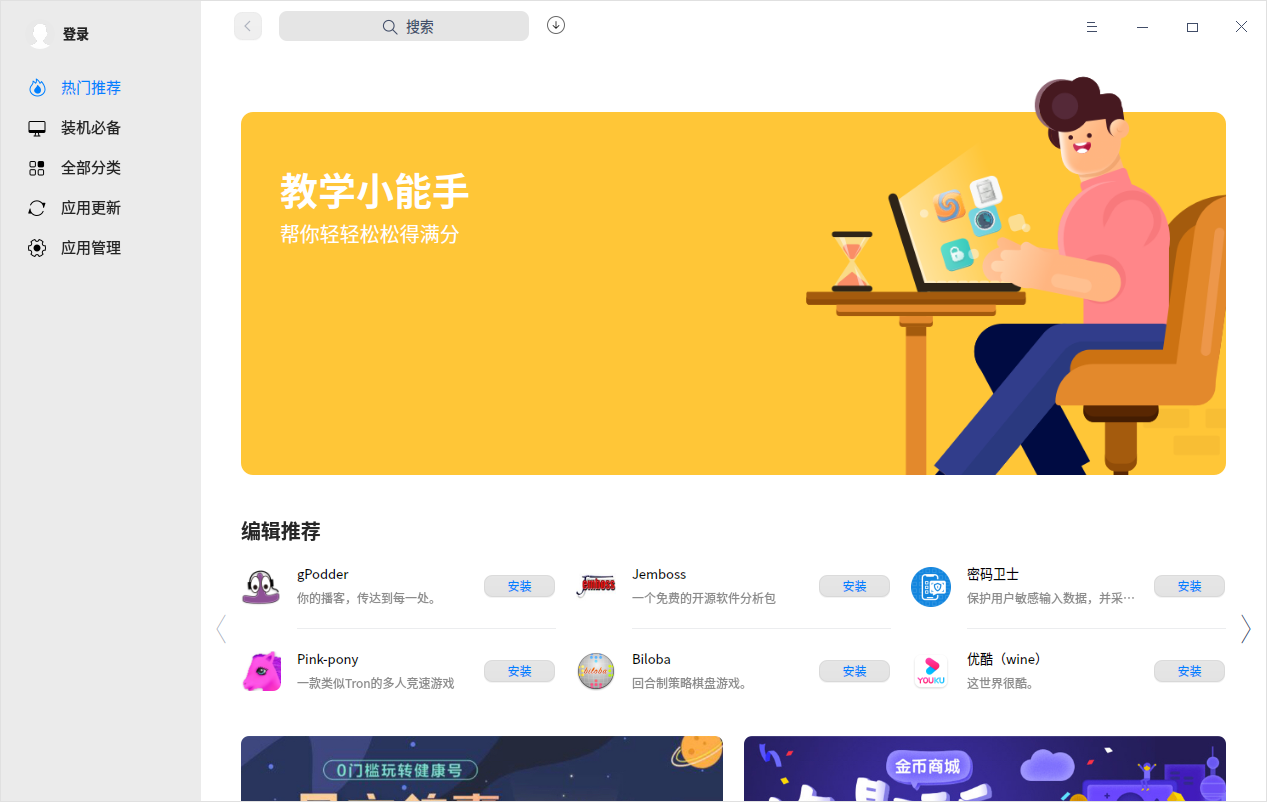 登录
搜索
热门推荐
装机必备
全部分类
应用更新
应用管理
教学小能手
帮你轻轻松松得满分
编辑推荐
gPodder
你的播客，传达到每一处。
安装
Jemboss
一个免费的开源软件分析包
安装
密码卫士
保护用户敏感输入数据，并采…
安装
Pink-pony
一款类似Tron的多人竞速游戏
安装
Biloba
回合制策略棋盘游戏。
安装
优酷（wine）
这世界很酷。
安装
Jemboss
Biloba
YOUKU
0门槛玩转健康号
金币商城